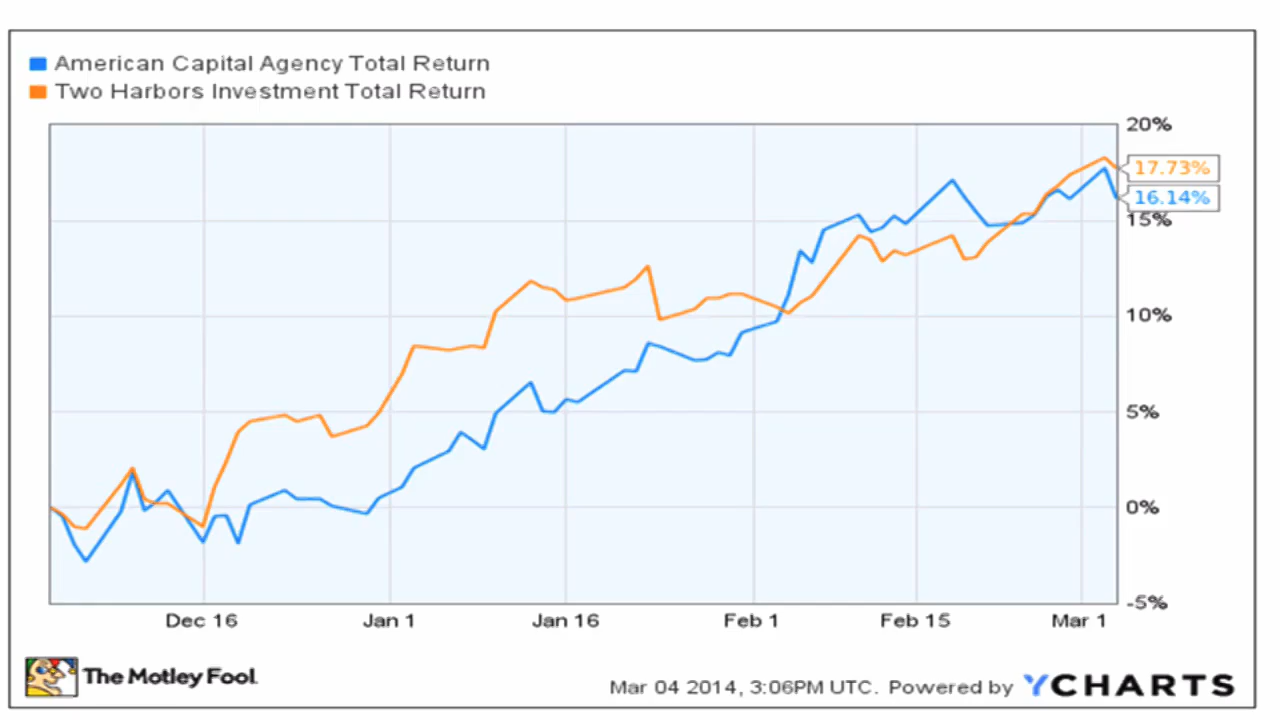 American Capital Agency Total Return
Two Harbors Investment Total Return
20%
17.73%
16.14%
15%
10%
5%
0%
-5%
Dec 16 Jan 1 Jan 16 Feb 1 Feb 15 Mar 1
The Motley Fool.
Mar 04 2014, 3:06PM UTC. Powered by YCHARTS